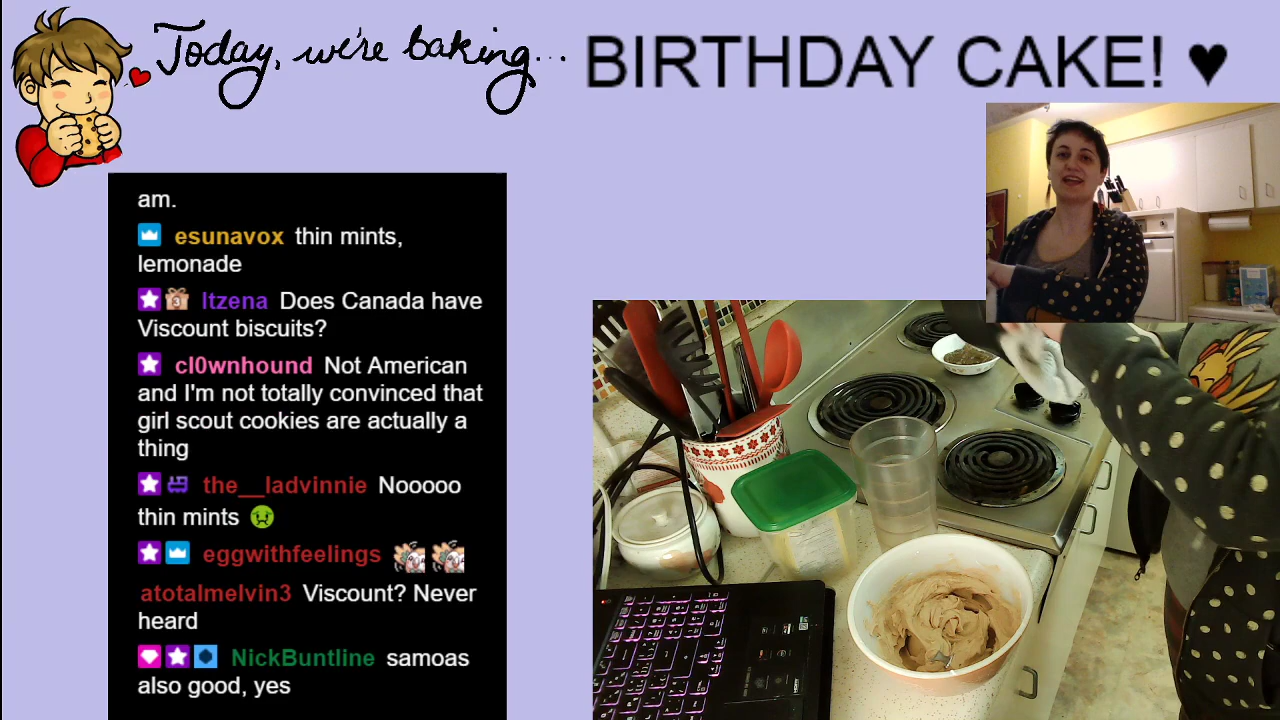 Today, we're baking... BIRTHDAY CAKE! ♥
am.
esunavox thin mints,
lemonade
Itzena Does Canada have
Viscount biscuits?
cl0wnhound Not American
and I'm not totally convinced that
girl scout cookies are actually a
thing
the__ladvinnie Nooooo
thin mints
eggwithfeelings
atotalmelvin3 Viscount? Never
heard
NickBuntline samoas
also good, yes